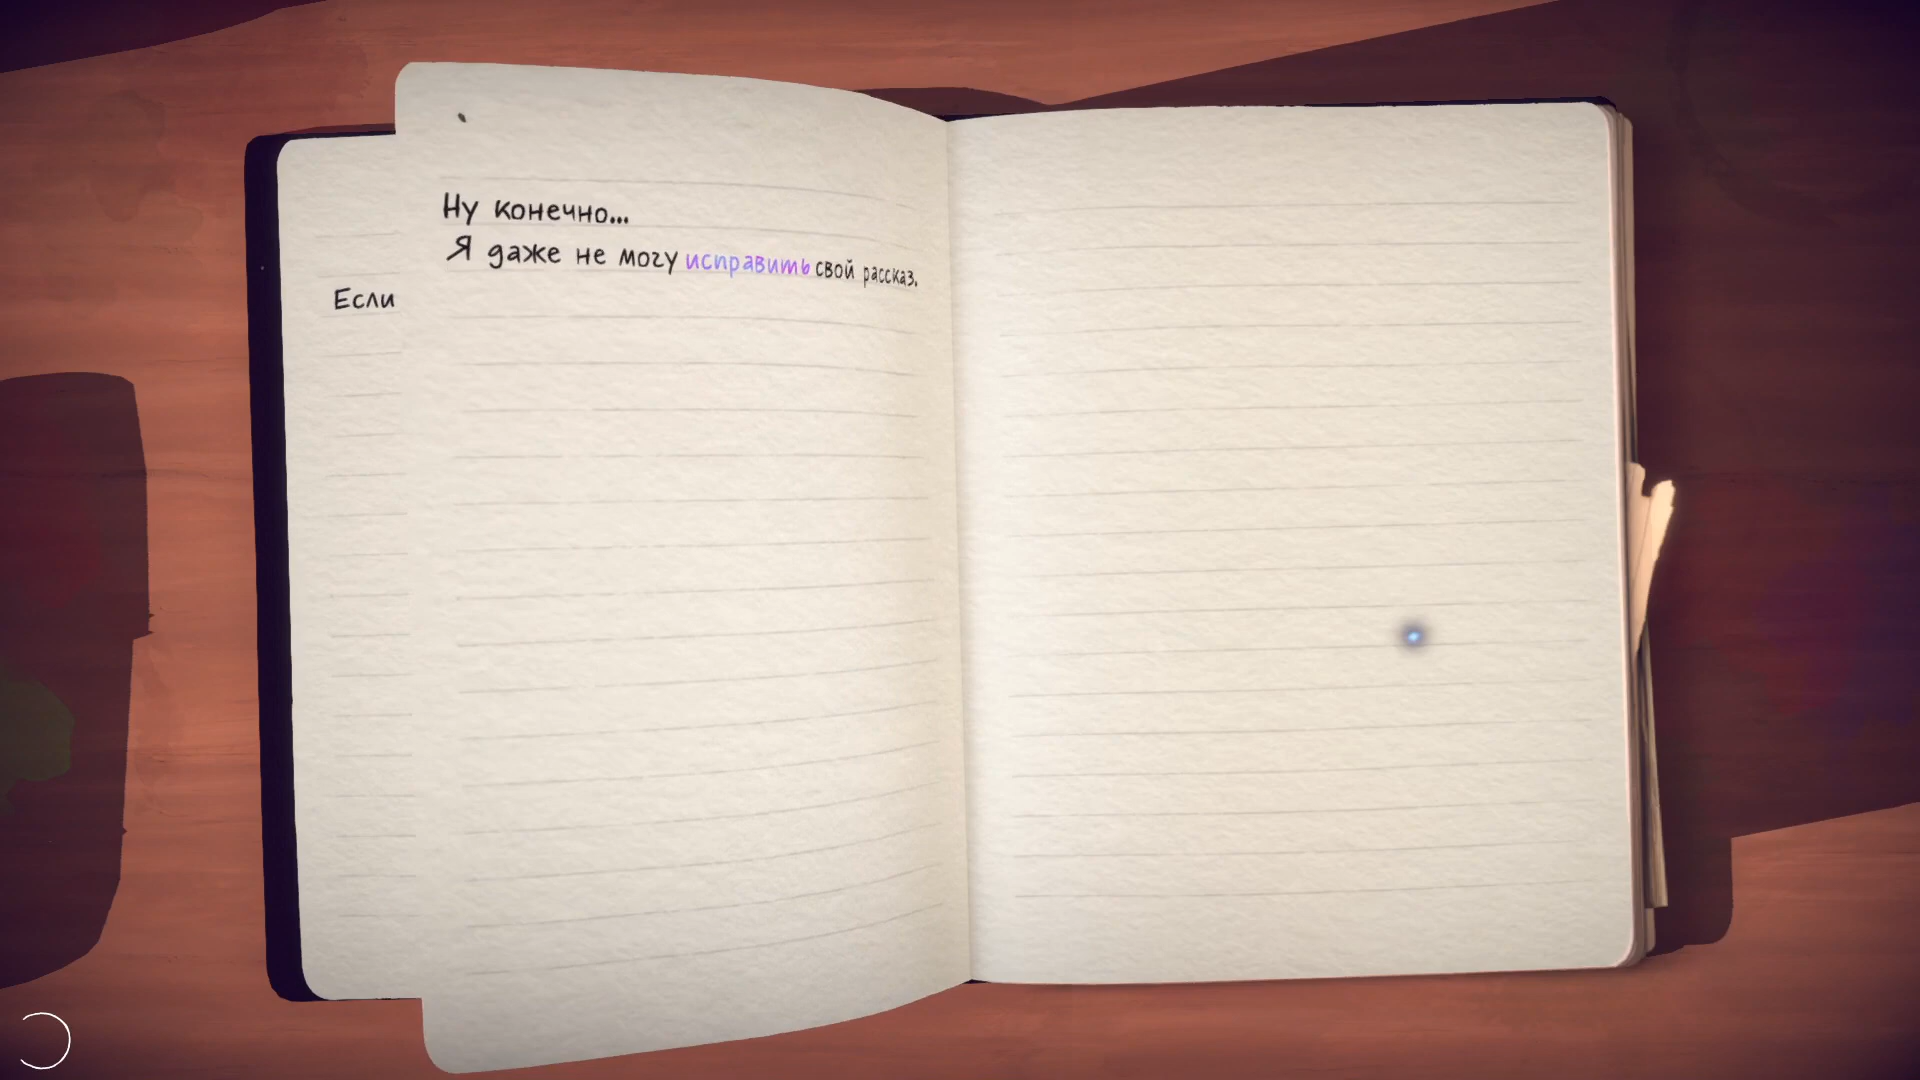 Ну конечно...
Я даже не могу исправить свой рассказ.
Если